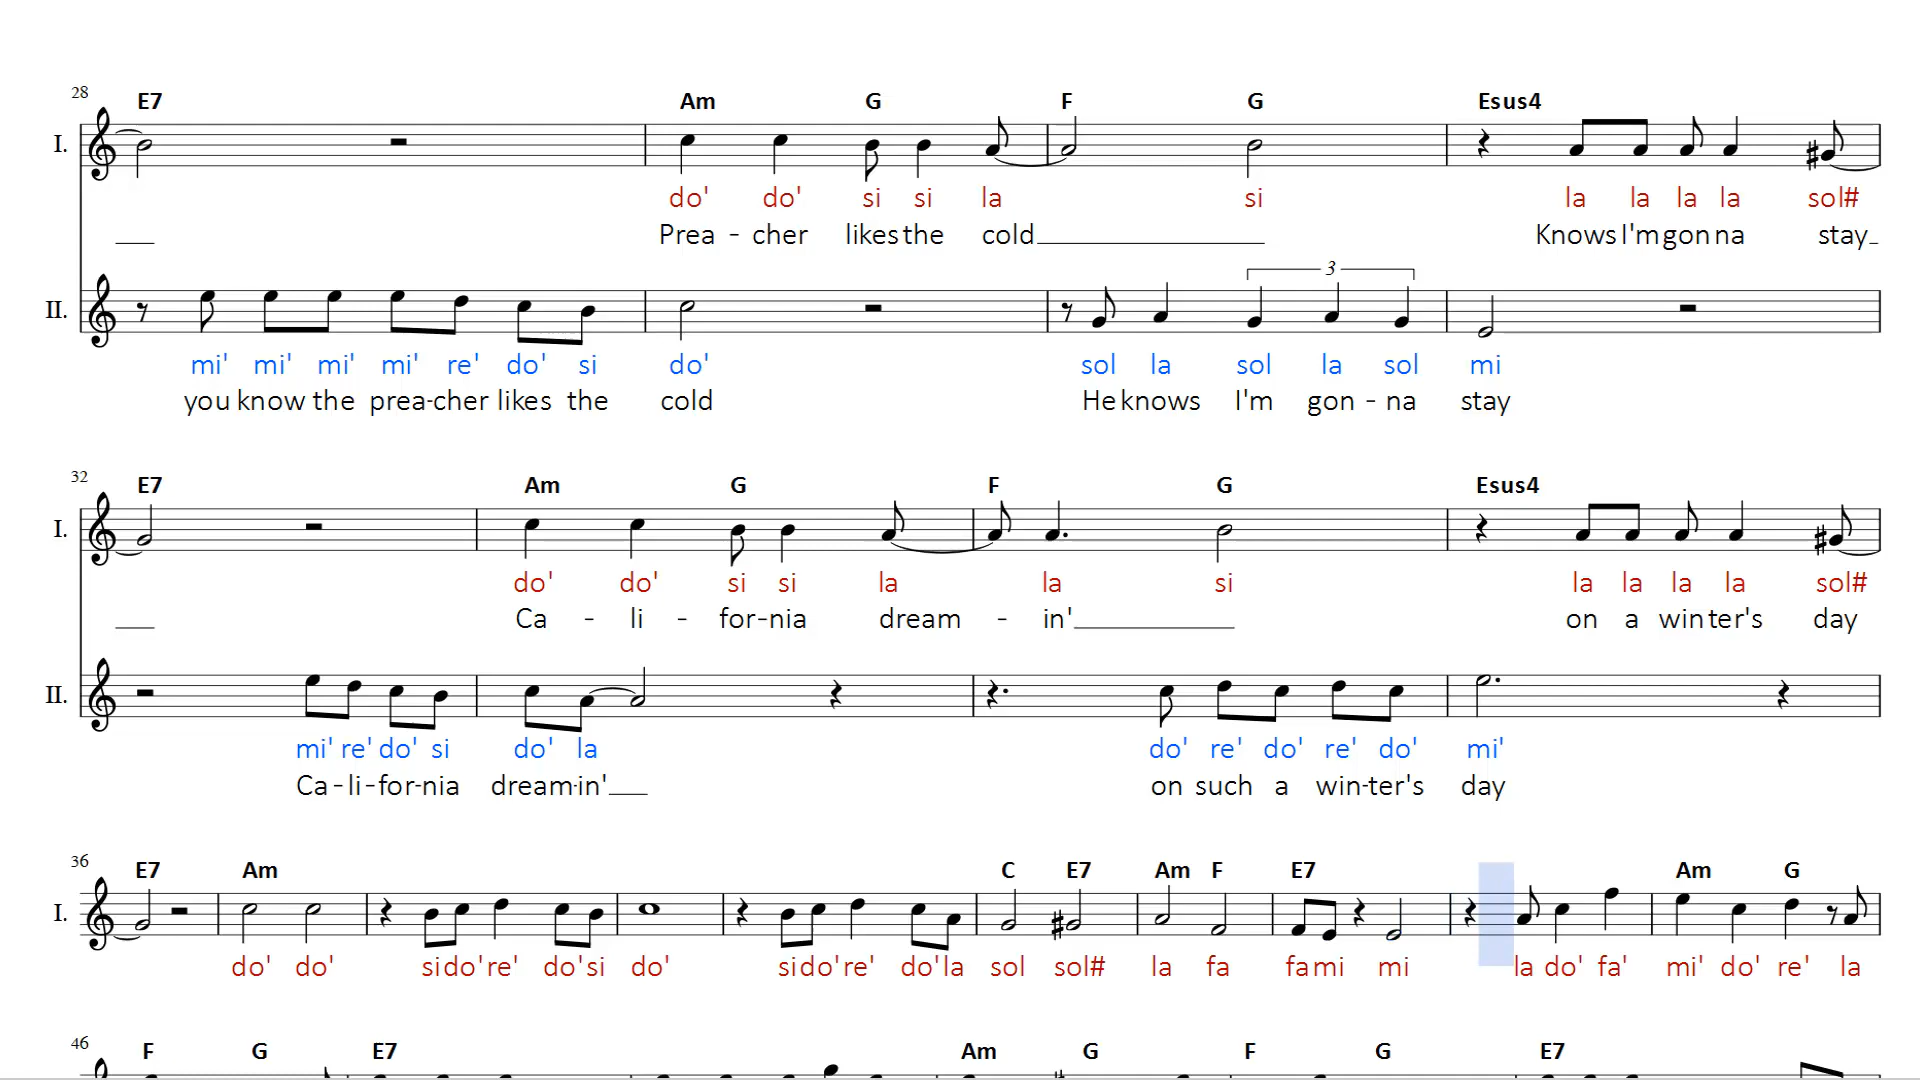 28 E7 Am G F G Esus4
I.
do' do' si si la si la la la la sol#
Prea - cher likes the cold Knows I'm gon na stay
3
II.
mi' mi' mi' mi' re' do' si do' sol la sol la sol mi
you know the prea-cher likes the cold He knows I'm gon - na stay
32 E7 Am G F G Esus4
I.
do' do' si si la la si la la la la sol#
Ca - li - for-nia dream - in' on a win ter's day
II.
mi' re' do' si do' la do' re' do' re' do' mi'
Ca-li-for-nia dream-in' on such a win-ter's day
36 E7 Am C E7 Am F E7 Am G
I.
do' do' si do' re' do' si do' si do' re' do' la sol sol# la fa fa mi mi la do' fa' mi' do' re' la
46 F G E7 Am G F G E7